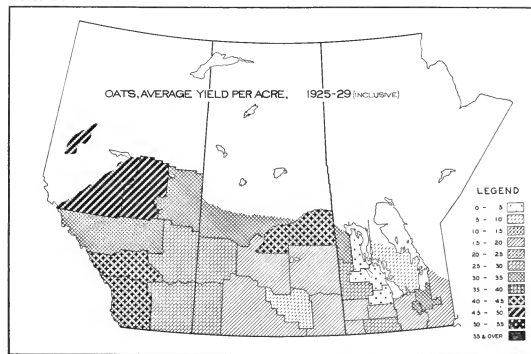 OATS, AVERAGE YIELD PER ACRE, 1925-29 (INCLUSIVE)
LEGEND
0 - 5
5 - 10
10 - 15
15 - 20
20 - 25
25 - 30
30 - 35
35 - 40
40 - 45
45 - 50
50 - 55
55 & OVER